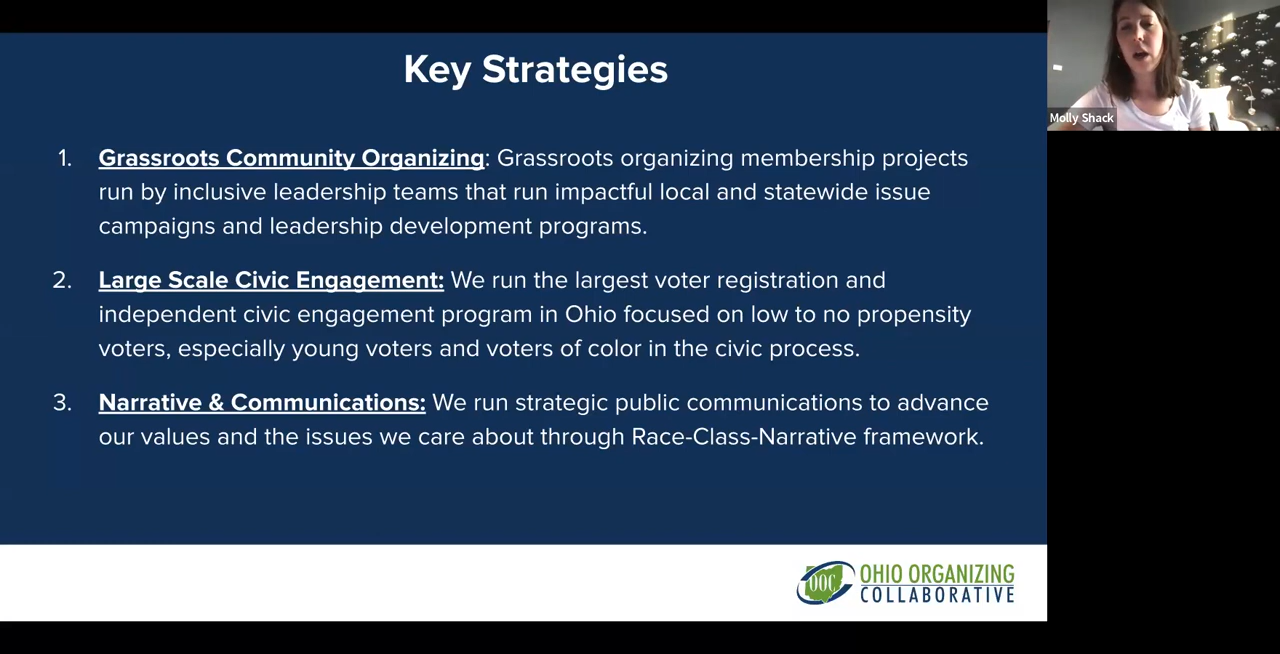 Key Strategies
Molly Shack
1. Grassroots Community Organizing: Grassroots organizing membership projects
run by inclusive leadership teams that run impactful local and statewide issue
campaigns and leadership development programs.
2. Large Scale Civic Engagement: We run the largest voter registration and
independent civic engagement program in Ohio focused on low to no propensity
voters, especially young voters and voters of color in the civic process.
3. Narrative & Communications: We run strategic public communications to advance
our values and the issues we care about through Race-Class-Narrative framework.
OOC
OHIO ORGANIZING
COLLABORATIVE